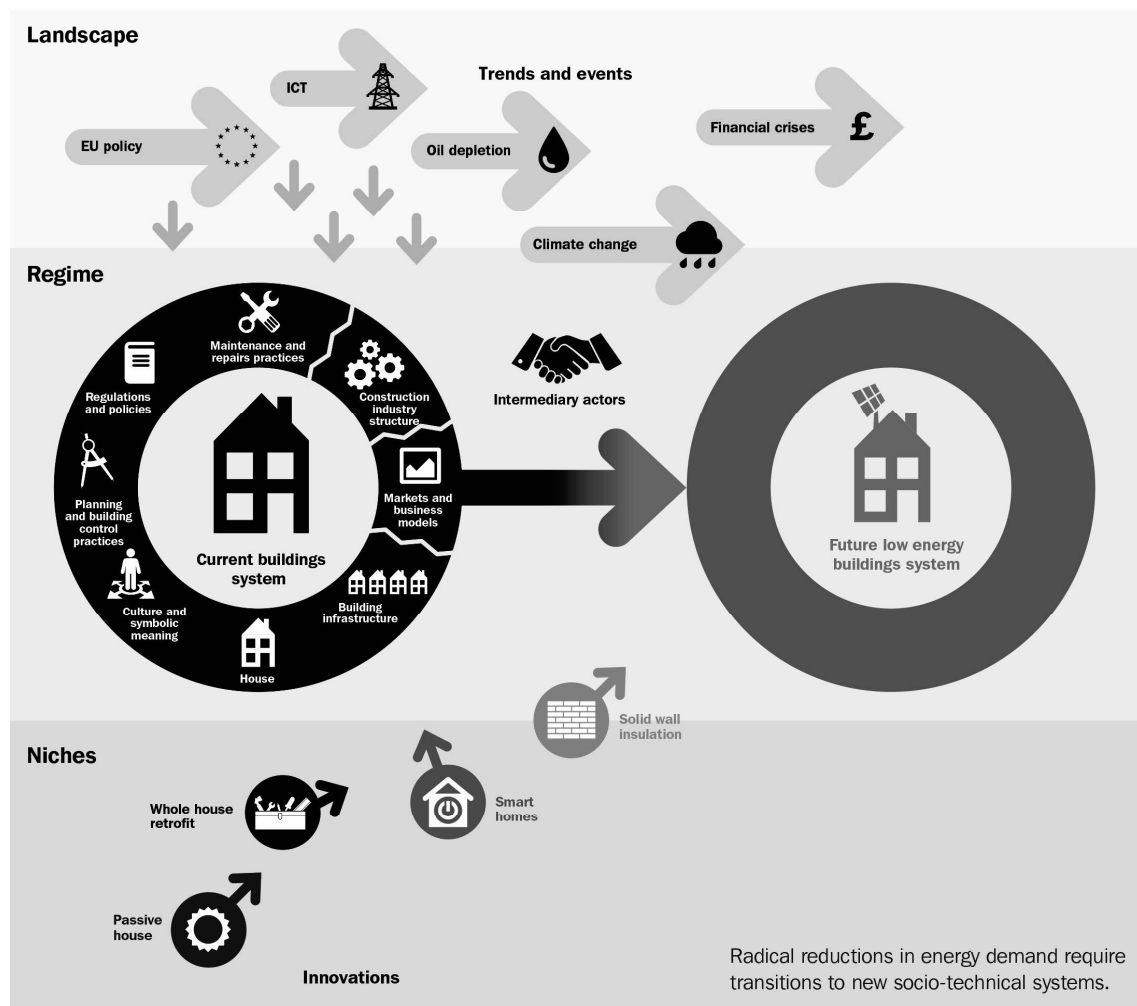 Landscape
Trends and events
ICT
EU policy
Oil depletion
Financial crises
£
Climate change
Regime
Maintenance and
repairs practices
Regulations
and policies
Construction
industry
structure
Intermediary actors
Planning
and building
control
practices
Markets and
business
models
Current buildings
system
Future low energy
buildings system
Culture and
symbolic
meaning
Building
infrastructure
House
Solid wall
insulation
Niches
Whole house
retrofit
Smart
homes
Passive
house
Innovations
Radical reductions in energy demand require
transitions to new socio-technical systems.